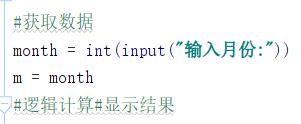 #获取数据
month = int(input("输入月份:"))
m = month
#逻辑计算#显示结果